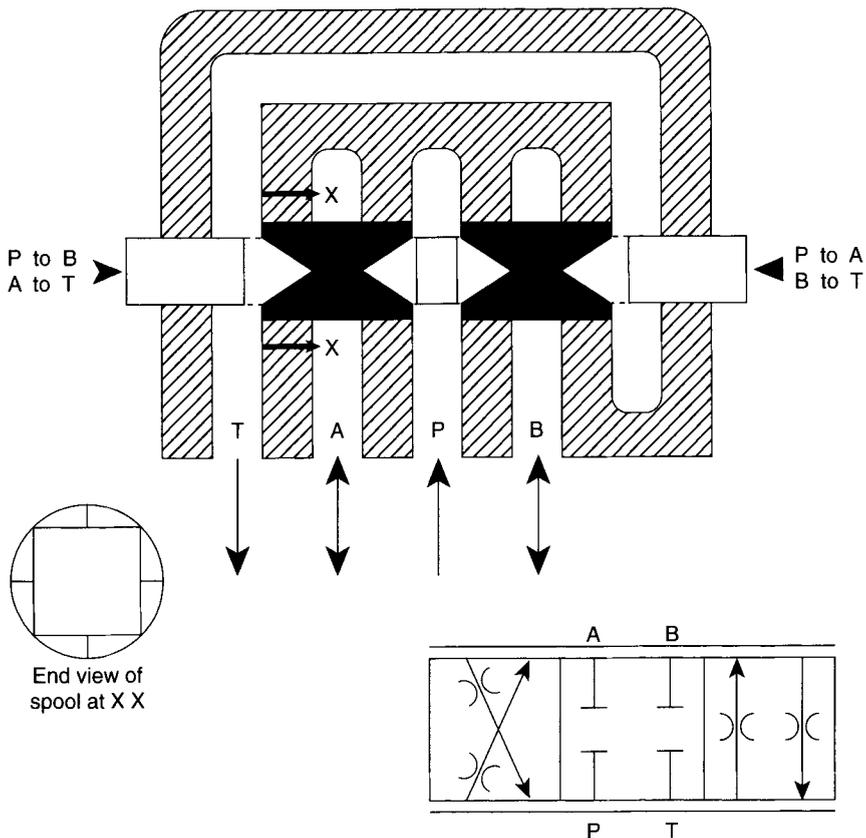 X
P to B
A to T
P to A
B to T
X
T A P B
End view of
spool at X X
A B
P T